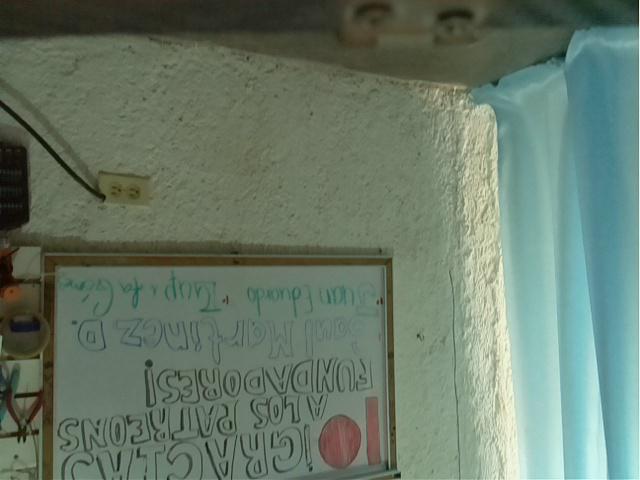 ¡GRACIAS
A LOS PATREONS
FUNDADORES!
Saul Martinez D.
Juan Eduardo